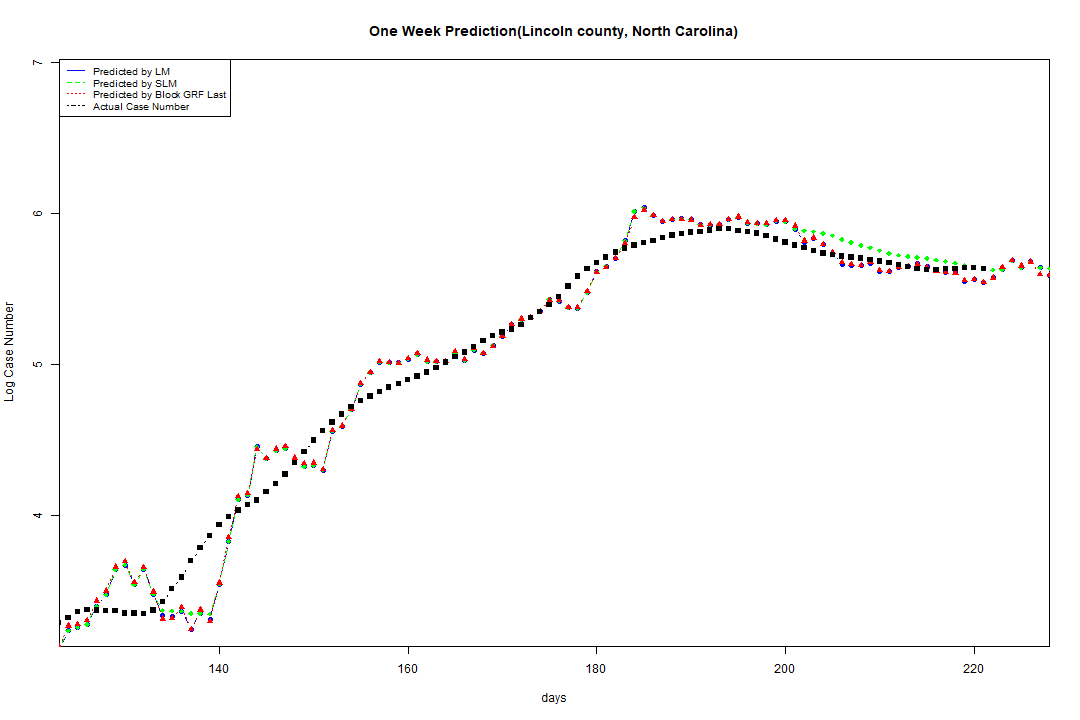 One Week Prediction(Lincoln county, North Carolina)
7
Predicted by LM
Predicted by SLM
Predicted by Block GRF Last
Actual Case Number
6
5
4
Log Case Number
140 160 180 200 220
days